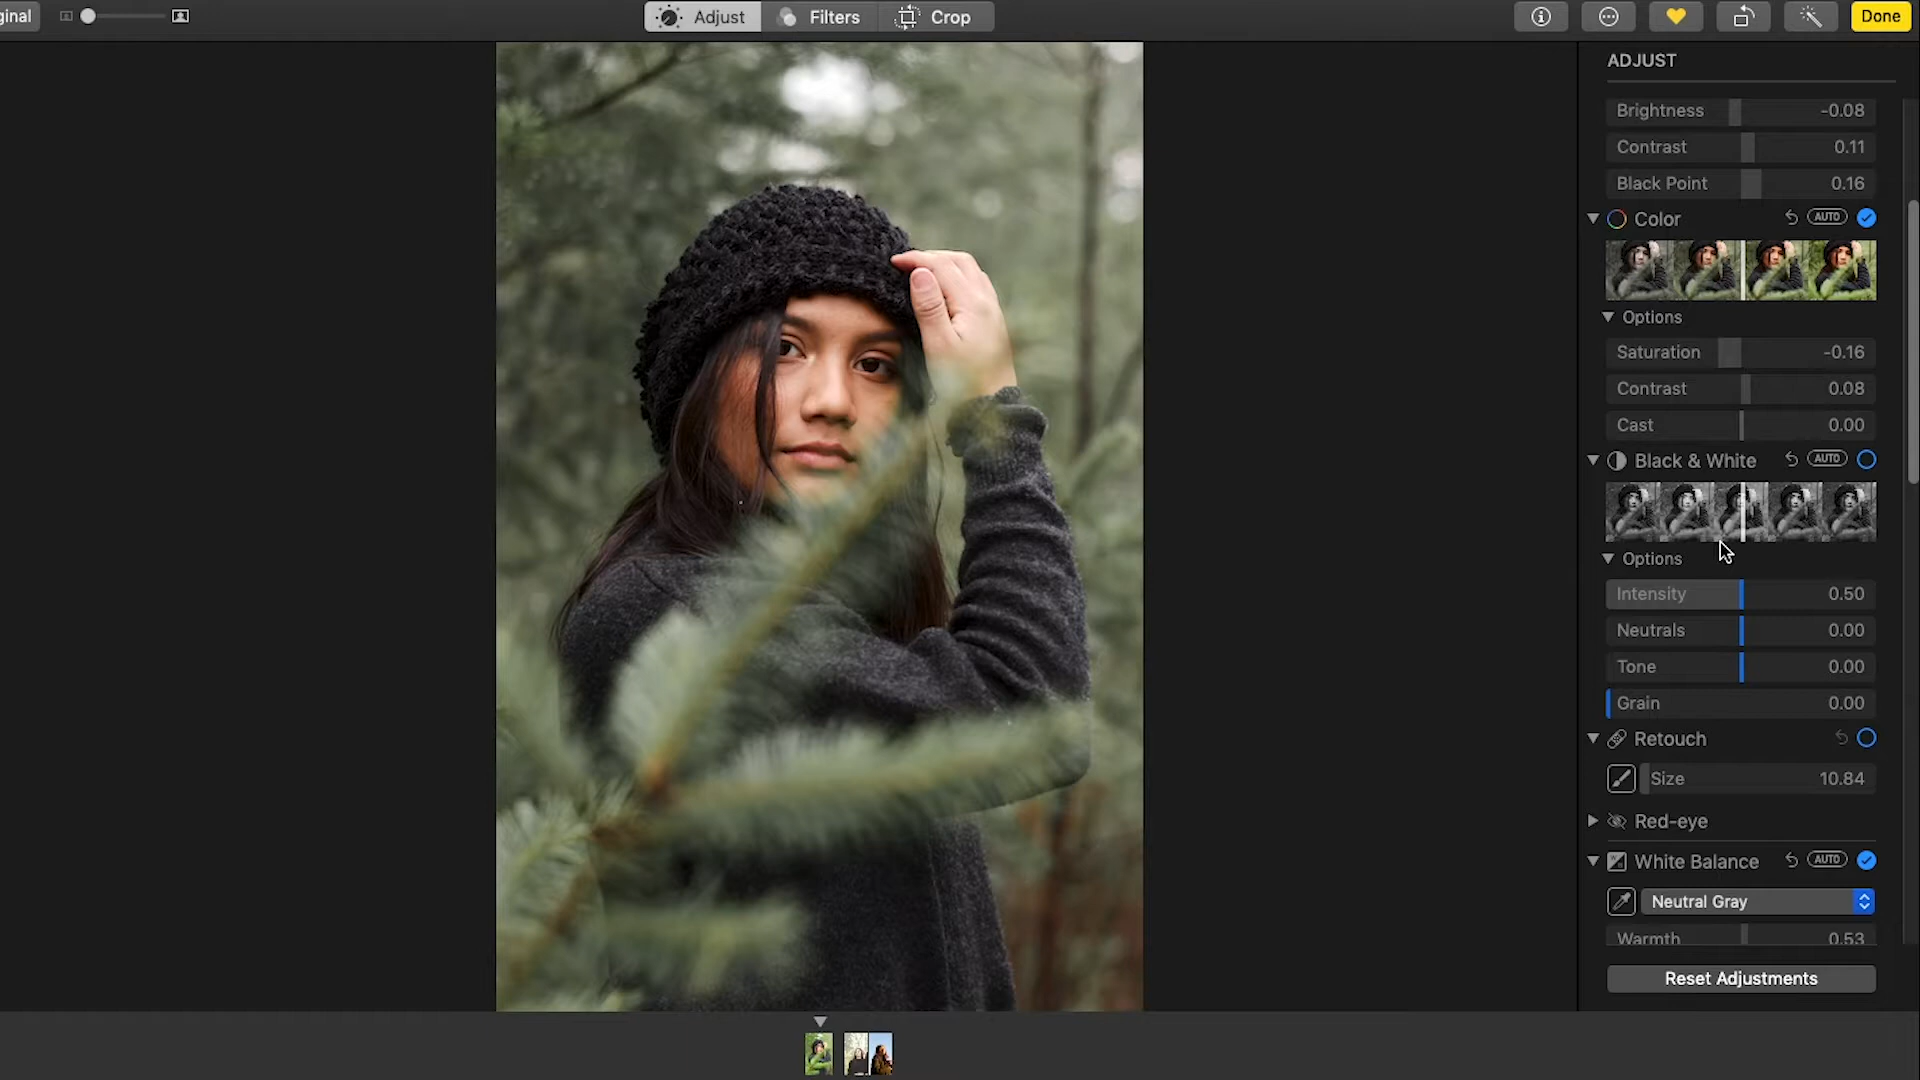 ginal
Adjust
Filters
Crop
Done
ADJUST
Brightness -0.08
Contrast 0.11
Black Point 0.16
Color AUTO
Options
Saturation -0.16
Contrast 0.08
Cast 0.00
Black & White AUTO
Options
Intensity 0.50
Neutrals 0.00
Tone 0.00
Grain 0.00
Retouch
Size 10.84
Red-eye
White Balance AUTO
Neutral Gray
Warmth 0.53
Reset Adjustments